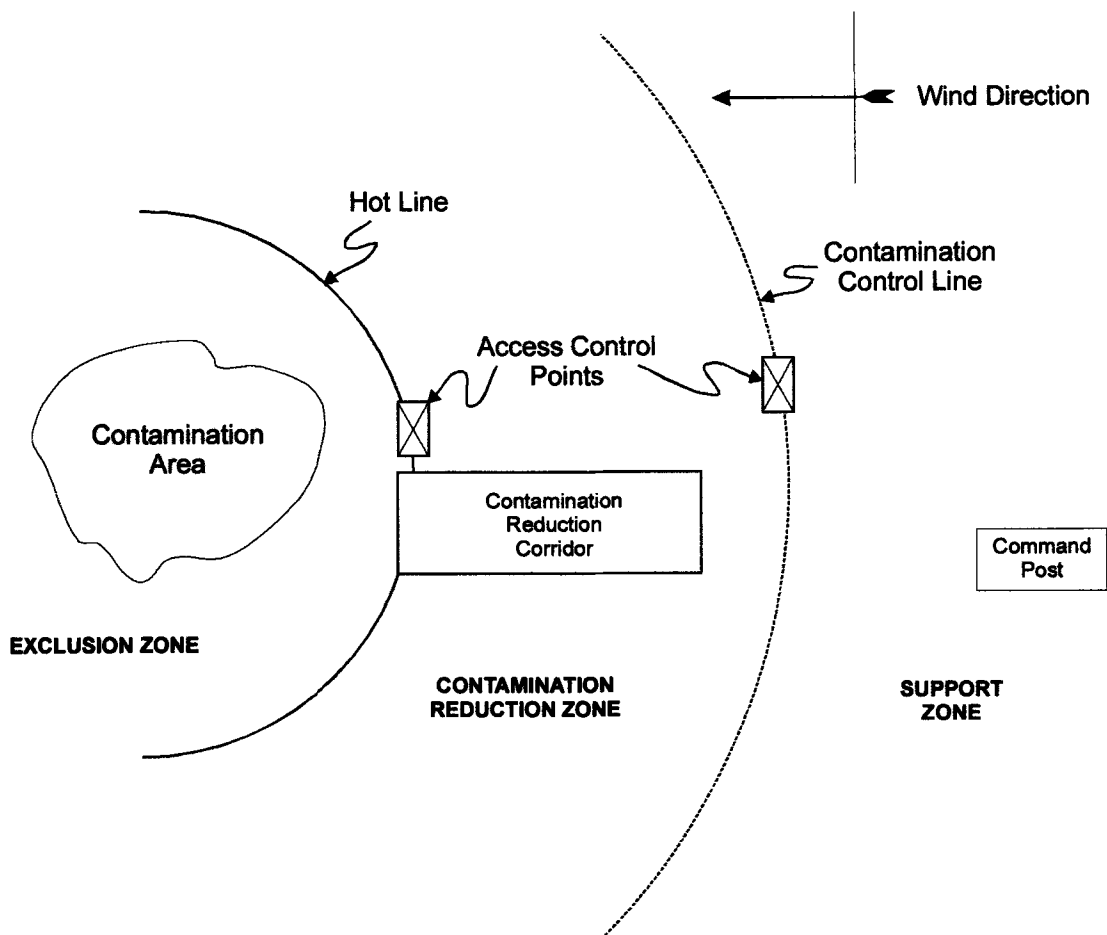 Wind Direction
Hot Line
Contamination
Control Line
Access Control
Points
Contamination
Area
Contamination
Reduction
Corridor
Command
Post
EXCLUSION ZONE
CONTAMINATION
REDUCTION ZONE
SUPPORT
ZONE